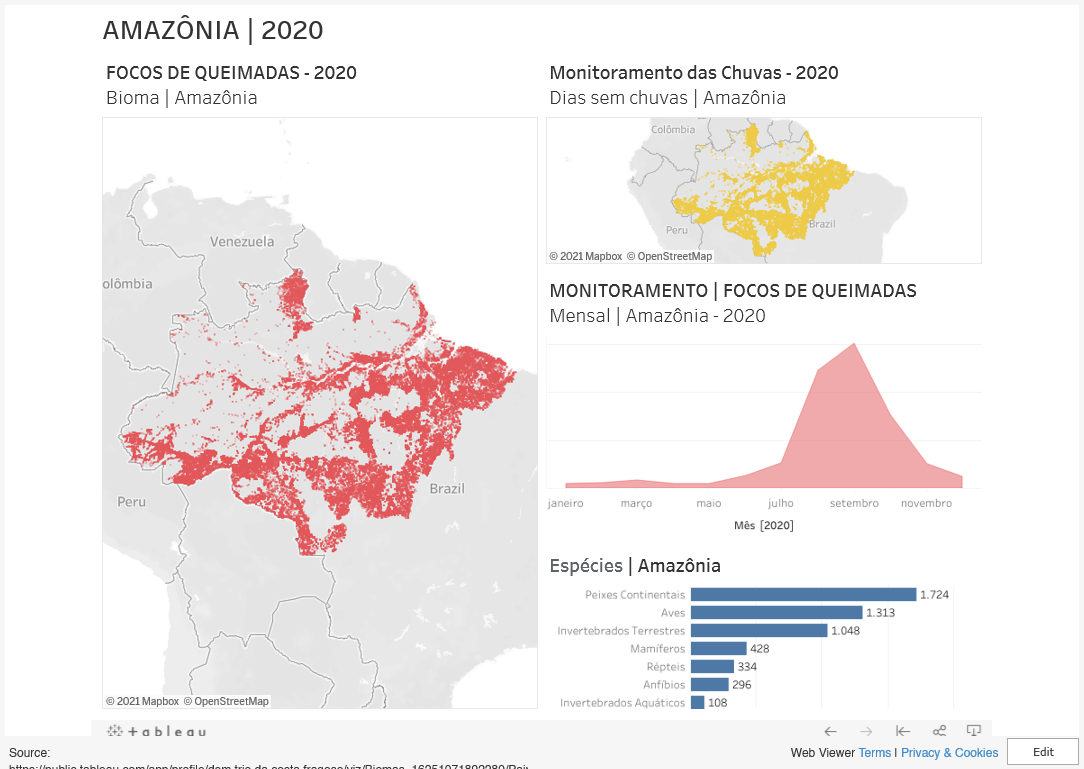 AMAZÔNIA | 2020
FOCOS DE QUEIMADAS - 2020
Bioma | Amazônia
Venezuela
olômbia
Peru
Brazil
© 2021 Mapbox © OpenStreetMap
Monitoramento das Chuvas - 2020
Dias sem chuvas | Amazônia
Colômbia
Peru
Brazil
© 2021 Mapbox © OpenStreetMap
MONITORAMENTO | FOCOS DE QUEIMADAS
Mensal | Amazônia - 2020
janeiro março maio julho setembro novembro
Mês [2020]
Espécies | Amazônia
Peixes Continentais 1.724
Aves 1.313
Invertebrados Terrestres 1.048
Mamíferos 428
Répteis 334
Anfíbios 296
Invertebrados Aquáticos 108
+ a b l e a u
Source:
Web Viewer Terms | Privacy & Cookies
Edit